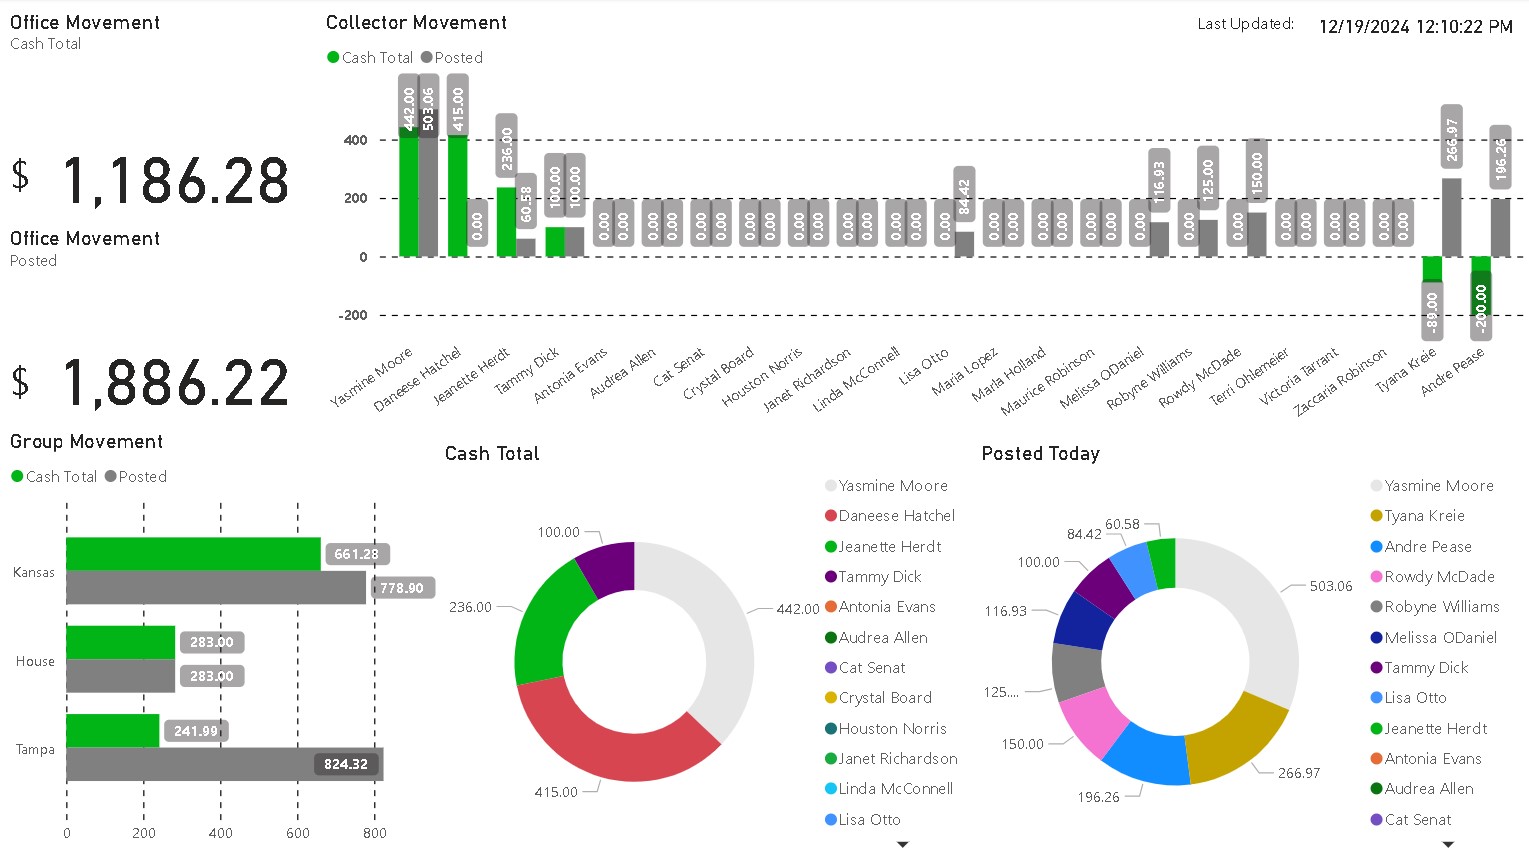 Office Movement
Cash Total
$ 1,186.28
Office Movement
Posted
$ 1,886.22
Collector Movement
Cash Total Posted
Last Updated: 12/19/2024 12:10:22 PM
400
200
0
-200
442.00 503.06 415.00 0.00 236.00 60.58 100.00 100.00 0.00 0.00 0.00 0.00 0.00 0.00 0.00 0.00 0.00 0.00 0.00 0.00 0.00 0.00 0.00 84.42 0.00 0.00 0.00 0.00 0.00 0.00 0.00 116.93 0.00 125.00 0.00 150.00 0.00 0.00 0.00 0.00 0.00 0.00 -89.00 266.97 -200.00 196.26
Yasmine Moore
Daneese Hatchel
Jeanette Herdt
Tammy Dick
Antonia Evans
Audrea Allen
Cat Senat
Crystal Board
Houston Norris
Janet Richardson
Linda McConnell
Lisa Otto
Maria Lopez
Marla Holland
Maurice Robinson
Melissa ODaniel
Robyne Williams
Rowdy McDade
Terri Ohlemeier
Victoria Tarrant
Zaccaria Robinson
Tyana Kreie
Andre Pease
Group Movement
Cash Total Posted
Kansas
661.28
778.90
House
283.00
283.00
Tampa
241.99
824.32
0 200 400 600 800
Cash Total
100.00
236.00
442.00
415.00
Yasmine Moore
Daneese Hatchel
Jeanette Herdt
Tammy Dick
Antonia Evans
Audrea Allen
Cat Senat
Crystal Board
Houston Norris
Janet Richardson
Linda McConnell
Lisa Otto
Posted Today
60.58
84.42
100.00
116.93
125....
150.00
196.26
266.97
503.06
Yasmine Moore
Tyana Kreie
Andre Pease
Rowdy McDade
Robyne Williams
Melissa ODaniel
Tammy Dick
Lisa Otto
Jeanette Herdt
Antonia Evans
Audrea Allen
Cat Senat